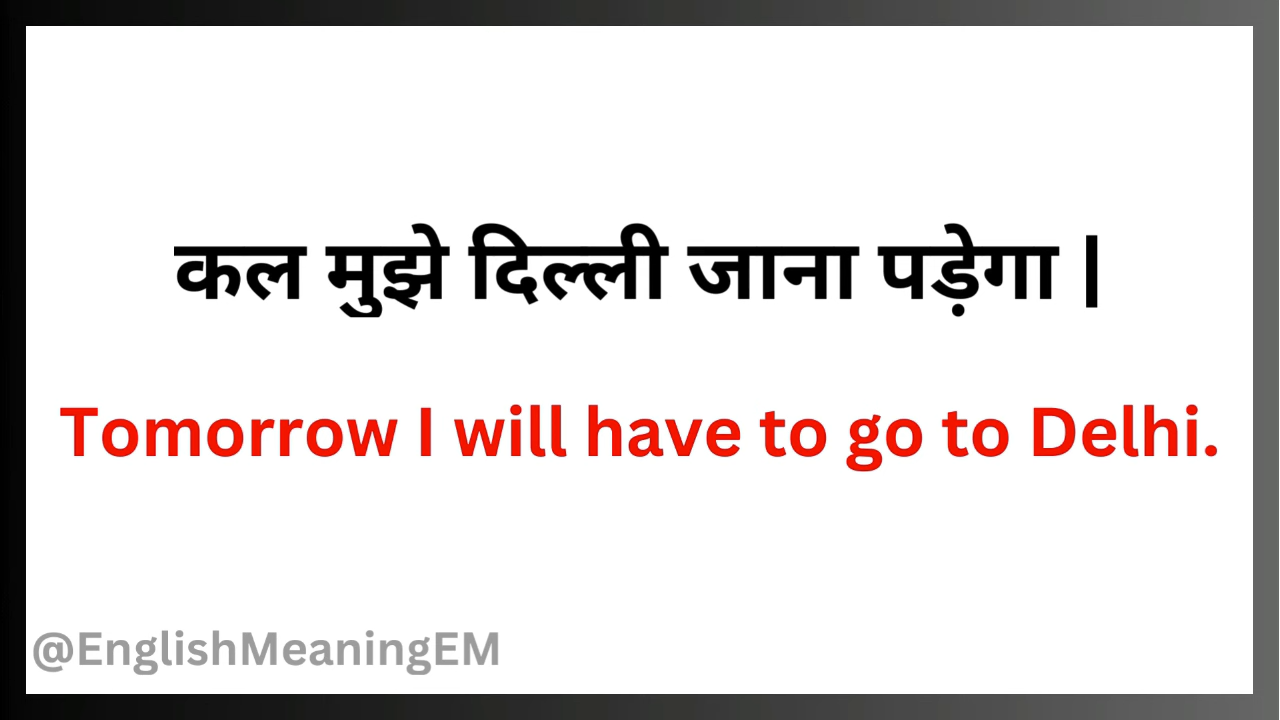 कल मुझे दिल्ली जाना पड़ेगा |
Tomorrow I will have to go to Delhi.
@EnglishMeaningEM